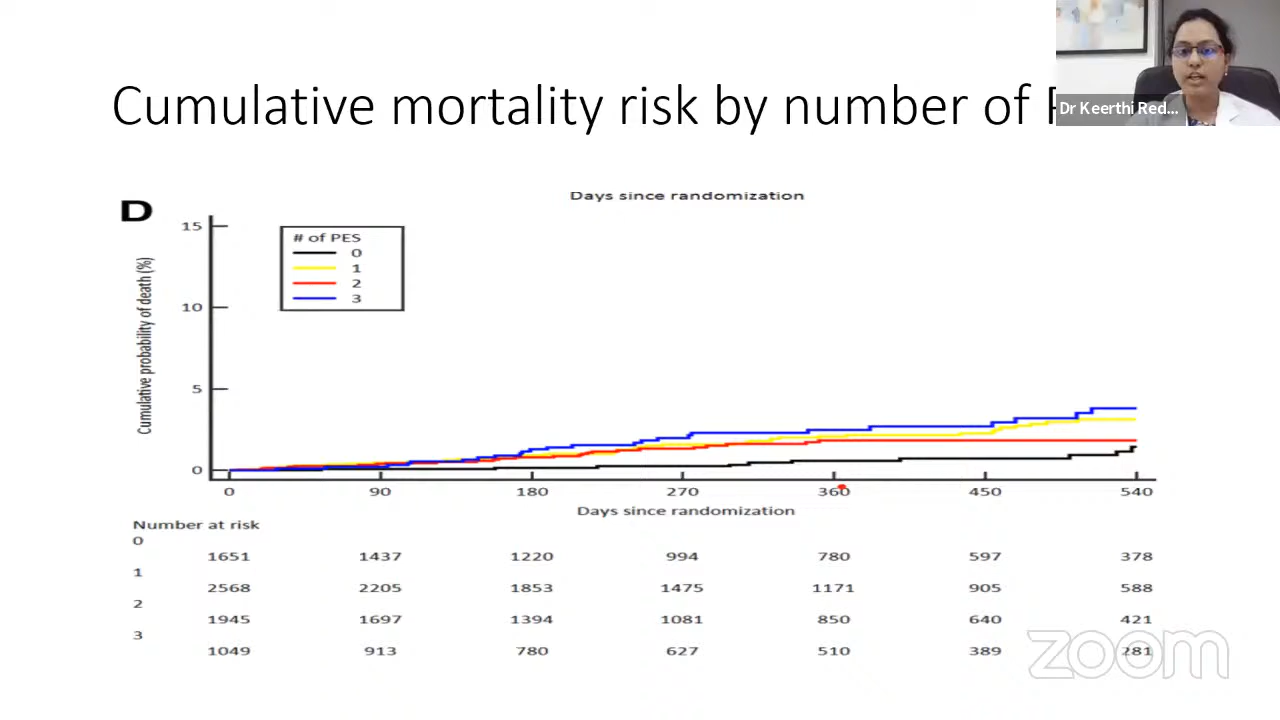 Cumulative mortality risk by number of
Dr Keerthi Red...
Days since randomization
D
Cumulative probability of death (%)
15
10
5
0
# of PES
0
1
2
3
0 90 180 270 360 450 540
Days since randomization
Number at risk
0
1651 1437 1220 994 780 597 378
1
2568 2205 1853 1475 1171 905 588
2
1945 1697 1394 1081 850 640 421
3
1049 913 780 627 510 389 281
zoom